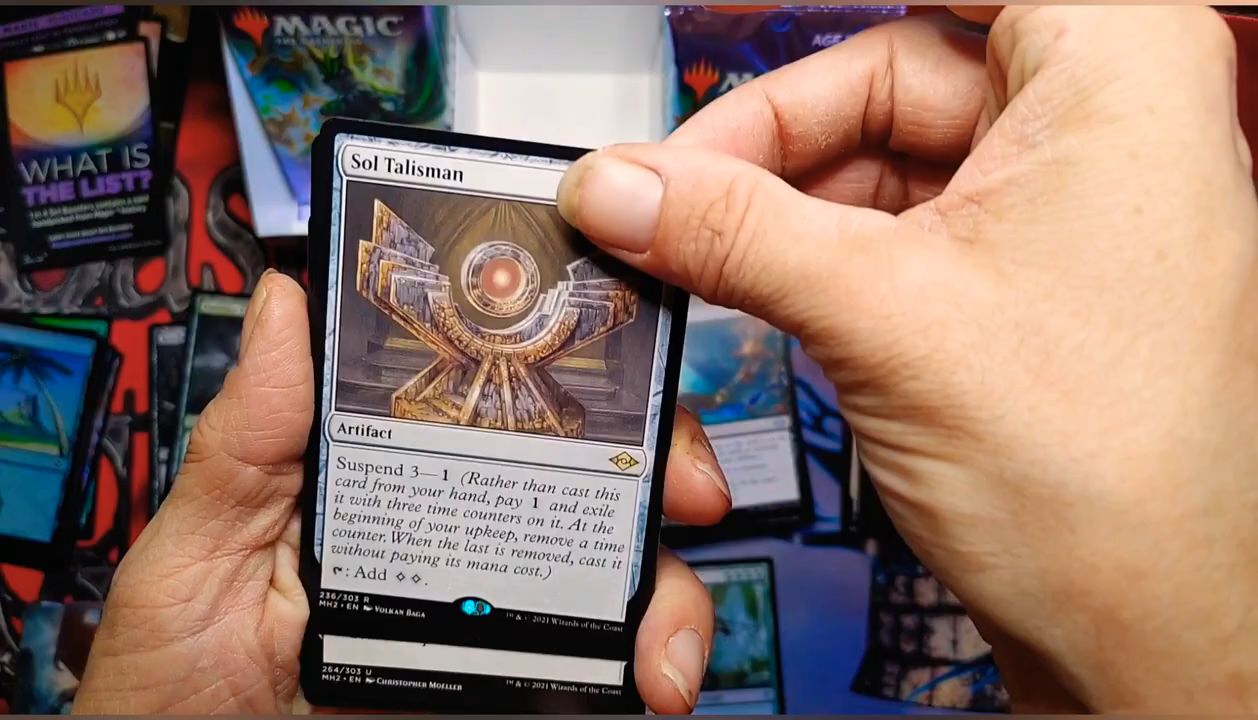 MAGIC
THE GATHERING
AGE
WHAT IS
THE LIST?
Sol Talisman
Artifact
Suspend 3—1 (Rather than cast this
card from your hand, pay 1 and exile
it with three time counters on it. At the
beginning of your upkeep, remove a time
counter. When the last is removed, cast it
without paying its mana cost.)
: Add
236/303 R
MH2 • EN VOLKAN BAGA
™ & © 2021 Wizards of the Coast
264/303 U
MH2 • EN CHRISTOPHER MOELLER
™ & © 2021 Wizards of the Coast